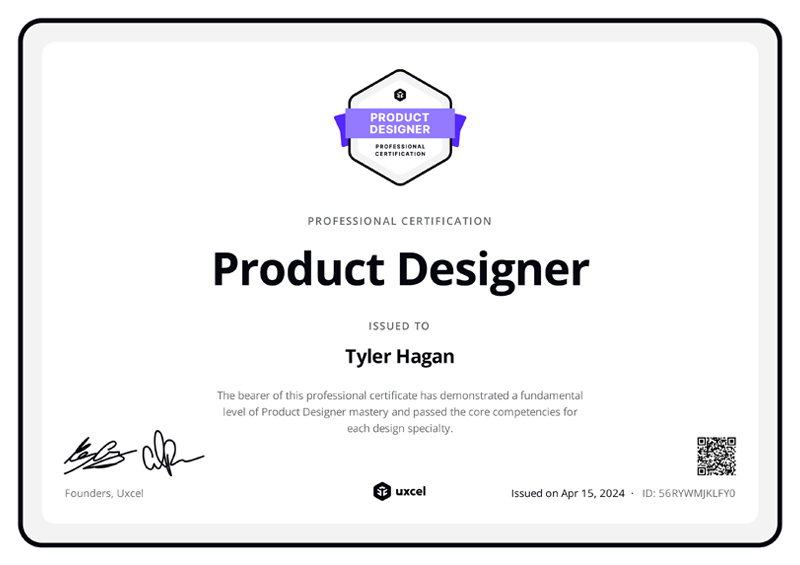 PRODUCT
DESIGNER
PROFESSIONAL
CERTIFICATION
PROFESSIONAL CERTIFICATION
Product Designer
ISSUED TO
Tyler Hagan
The bearer of this professional certificate has demonstrated a fundamental
level of Product Designer mastery and passed the core competencies for
each design specialty.
Founders, Uxcel
uxcel
Issued on Apr 15, 2024 · ID: 56RYWMJKLFY0